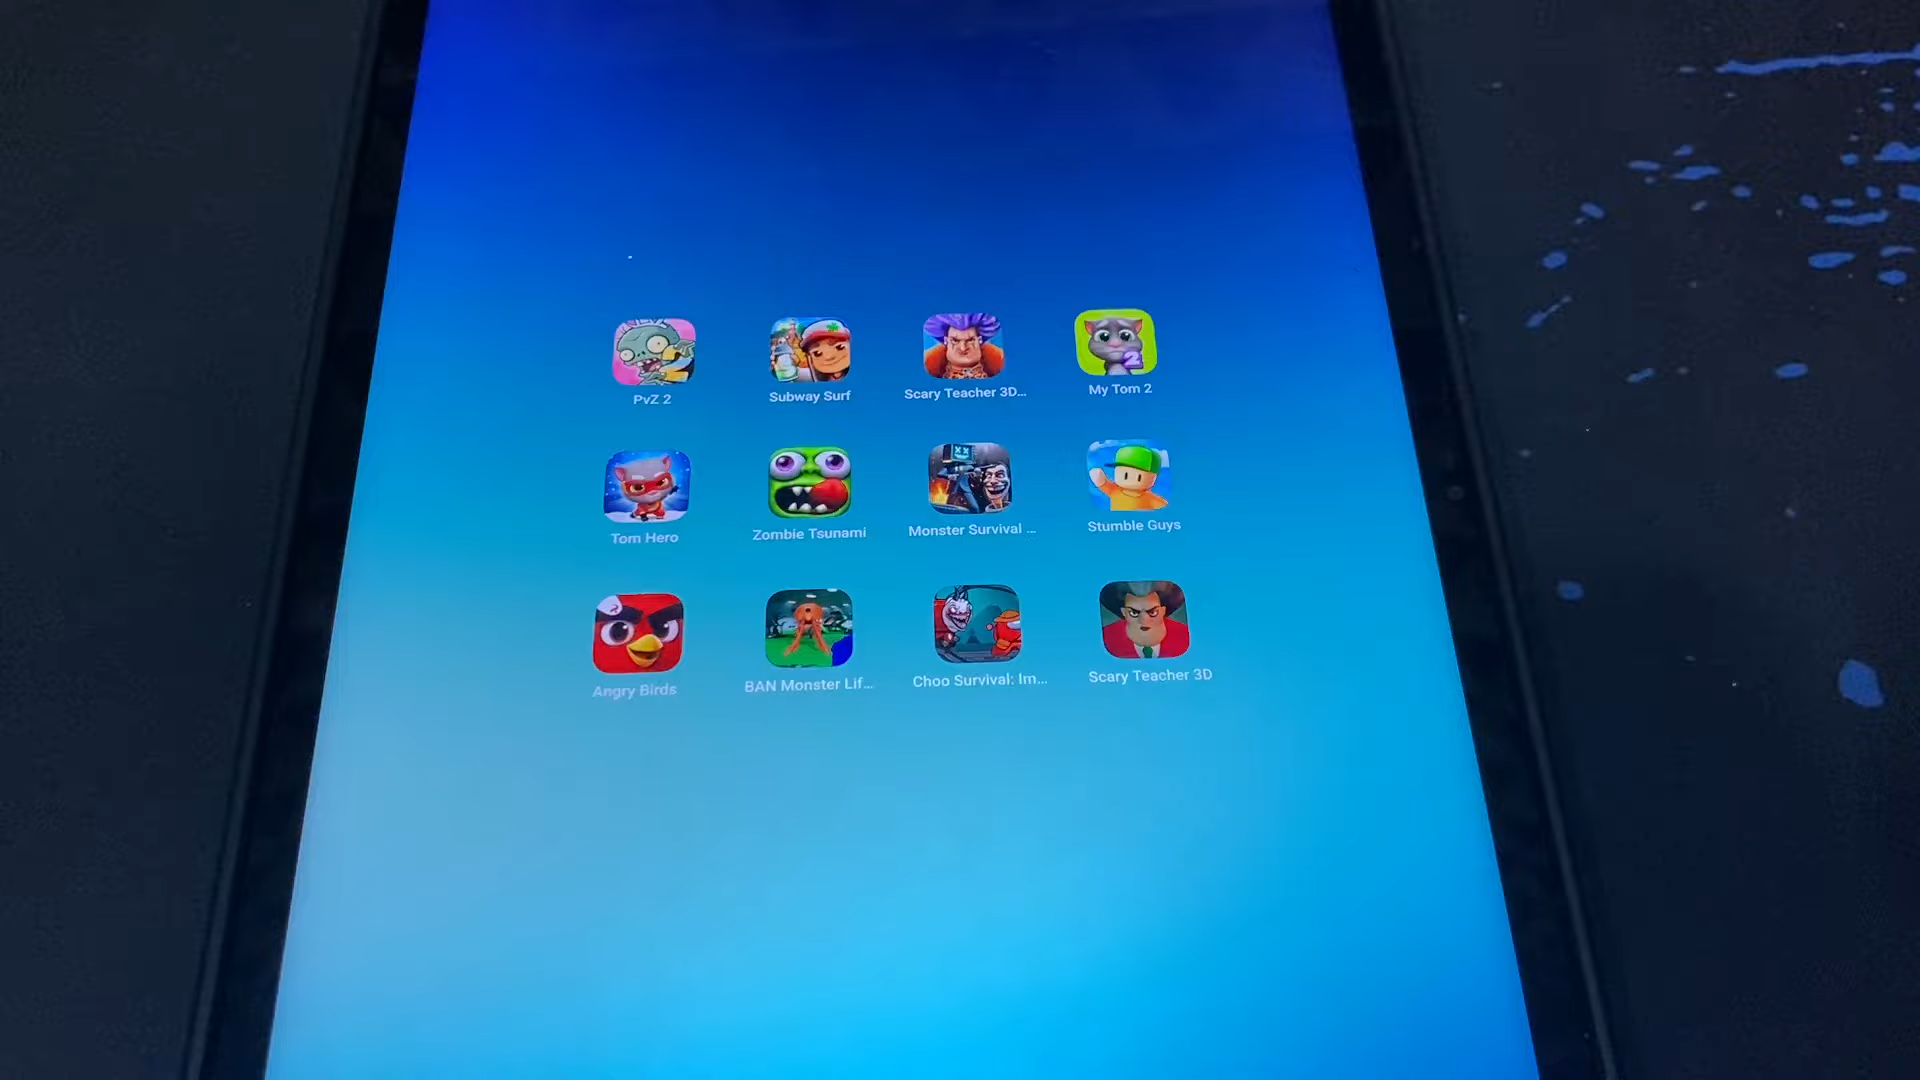 PvZ 2
Subway Surf
Scary Teacher 3D...
My Tom 2
2
Tom Hero
Zombie Tsunami
Monster Survival ...
Stumble Guys
Angry Birds
BAN Monster Lif...
Choo Survival: Im...
Scary Teacher 3D